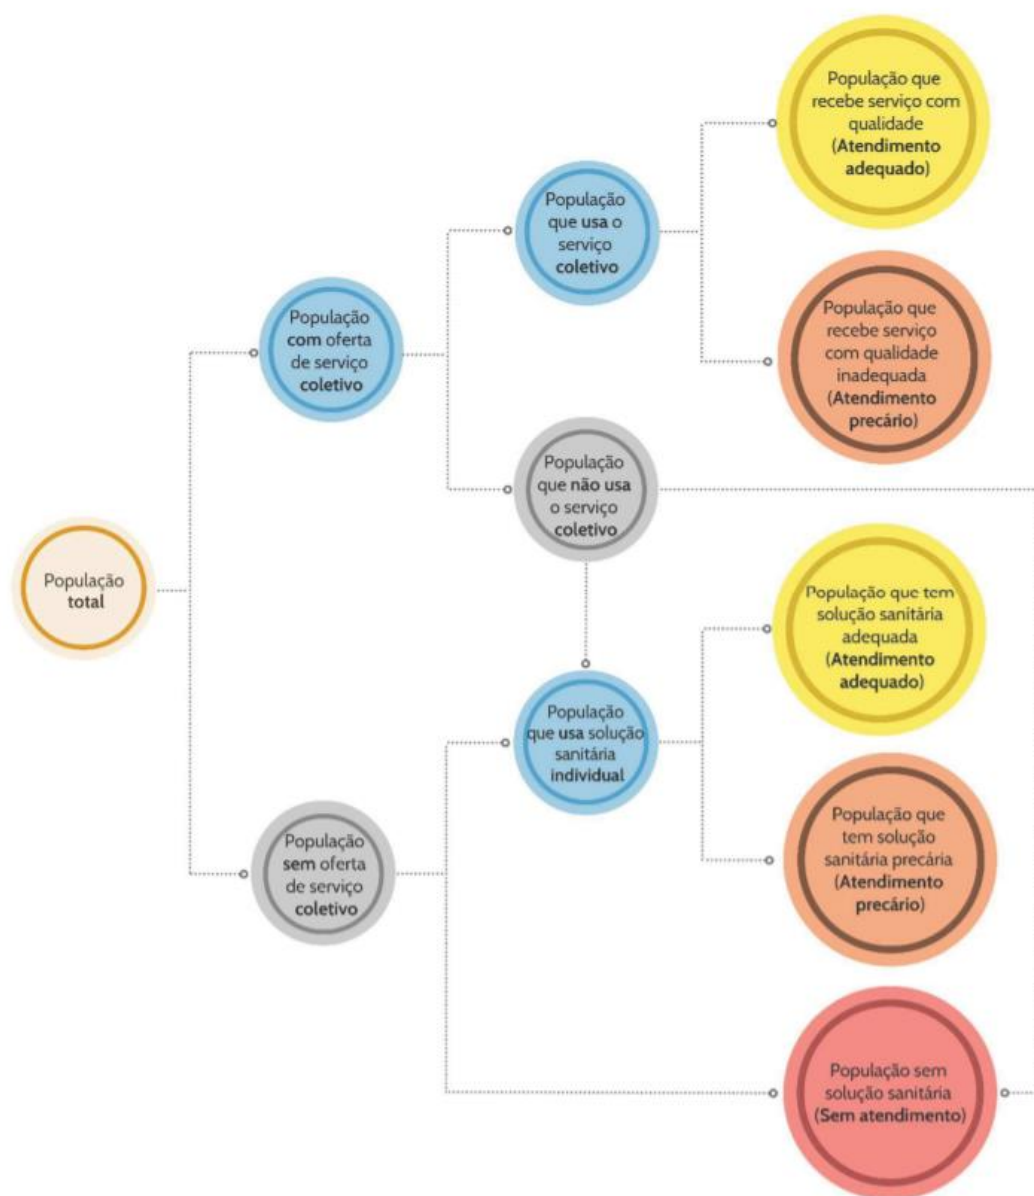 População que
recebe serviço com
qualidade
(Atendimento
adequado)
População
que usa o
serviço
coletivo
População que
recebe serviço
com qualidade
inadequada
(Atendimento
precário)
População
com oferta
de serviço
coletivo
População
que não usa
o serviço
coletivo
População
total
População que tem
solução sanitária
adequada
(Atendimento
adequado)
População
que usa solução
sanitária
individual
População que
tem solução
sanitária precária
(Atendimento
precário)
População
sem oferta
de serviço
coletivo
População sem
solução sanitária
(Sem atendimento)